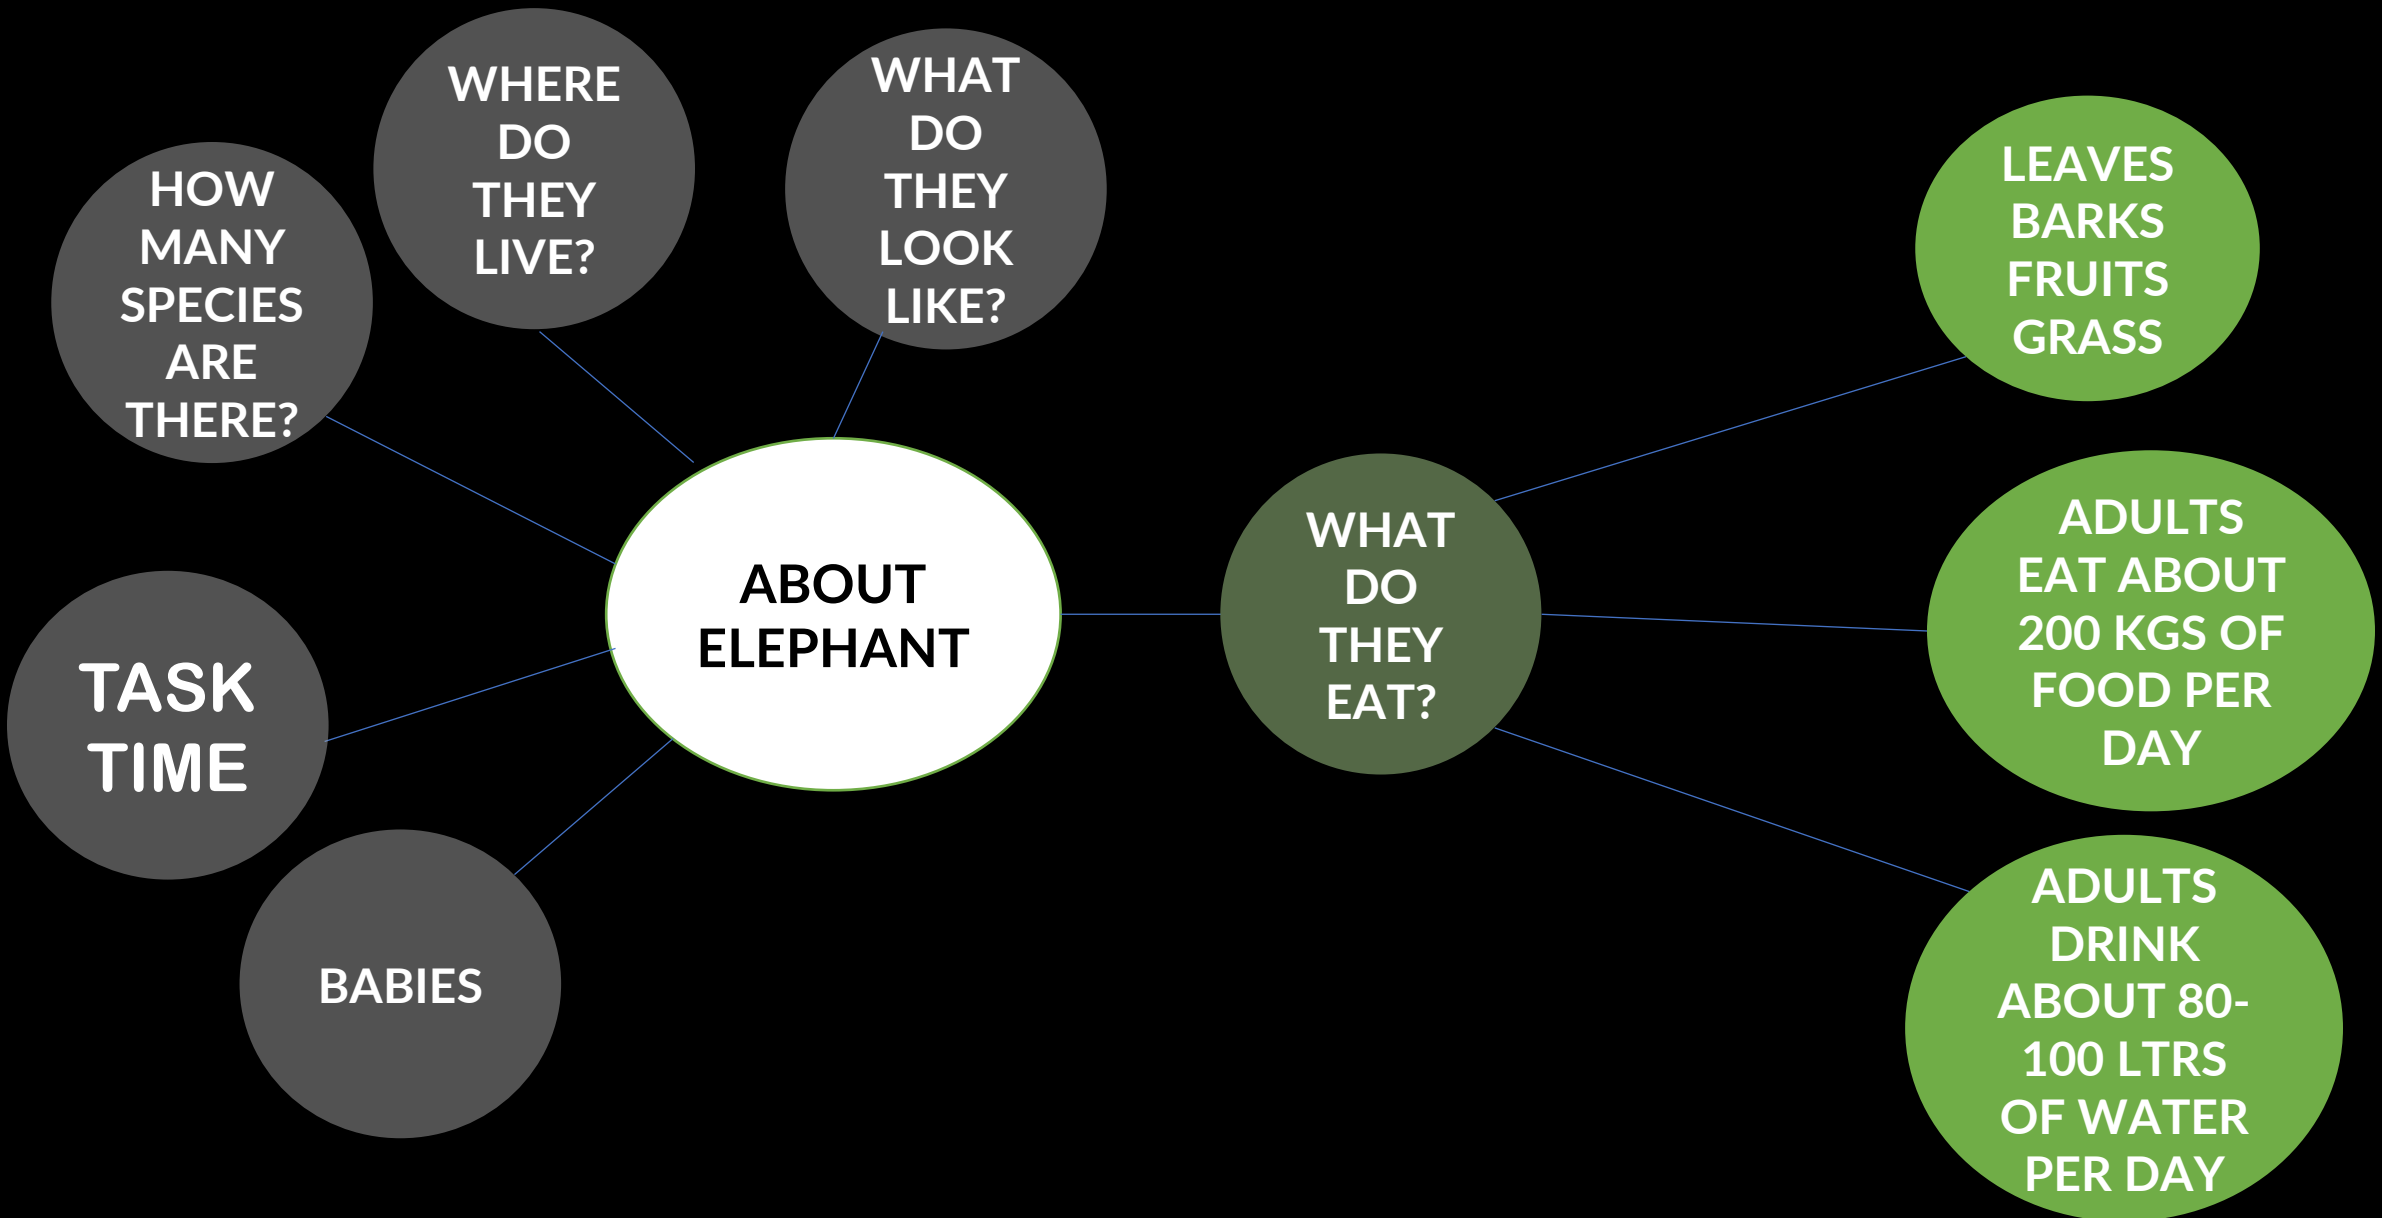 HOW
MANY
SPECIES
ARE
THERE?
WHERE
DO
THEY
LIVE?
WHAT
DO
THEY
LOOK
LIKE?
TASK
TIME
BABIES
ABOUT
ELEPHANT
WHAT
DO
THEY
EAT?
LEAVES
BARKS
FRUITS
GRASS
ADULTS
EAT ABOUT
200 KGS OF
FOOD PER
DAY
ADULTS
DRINK
ABOUT 80-
100 LTRS
OF WATER
PER DAY